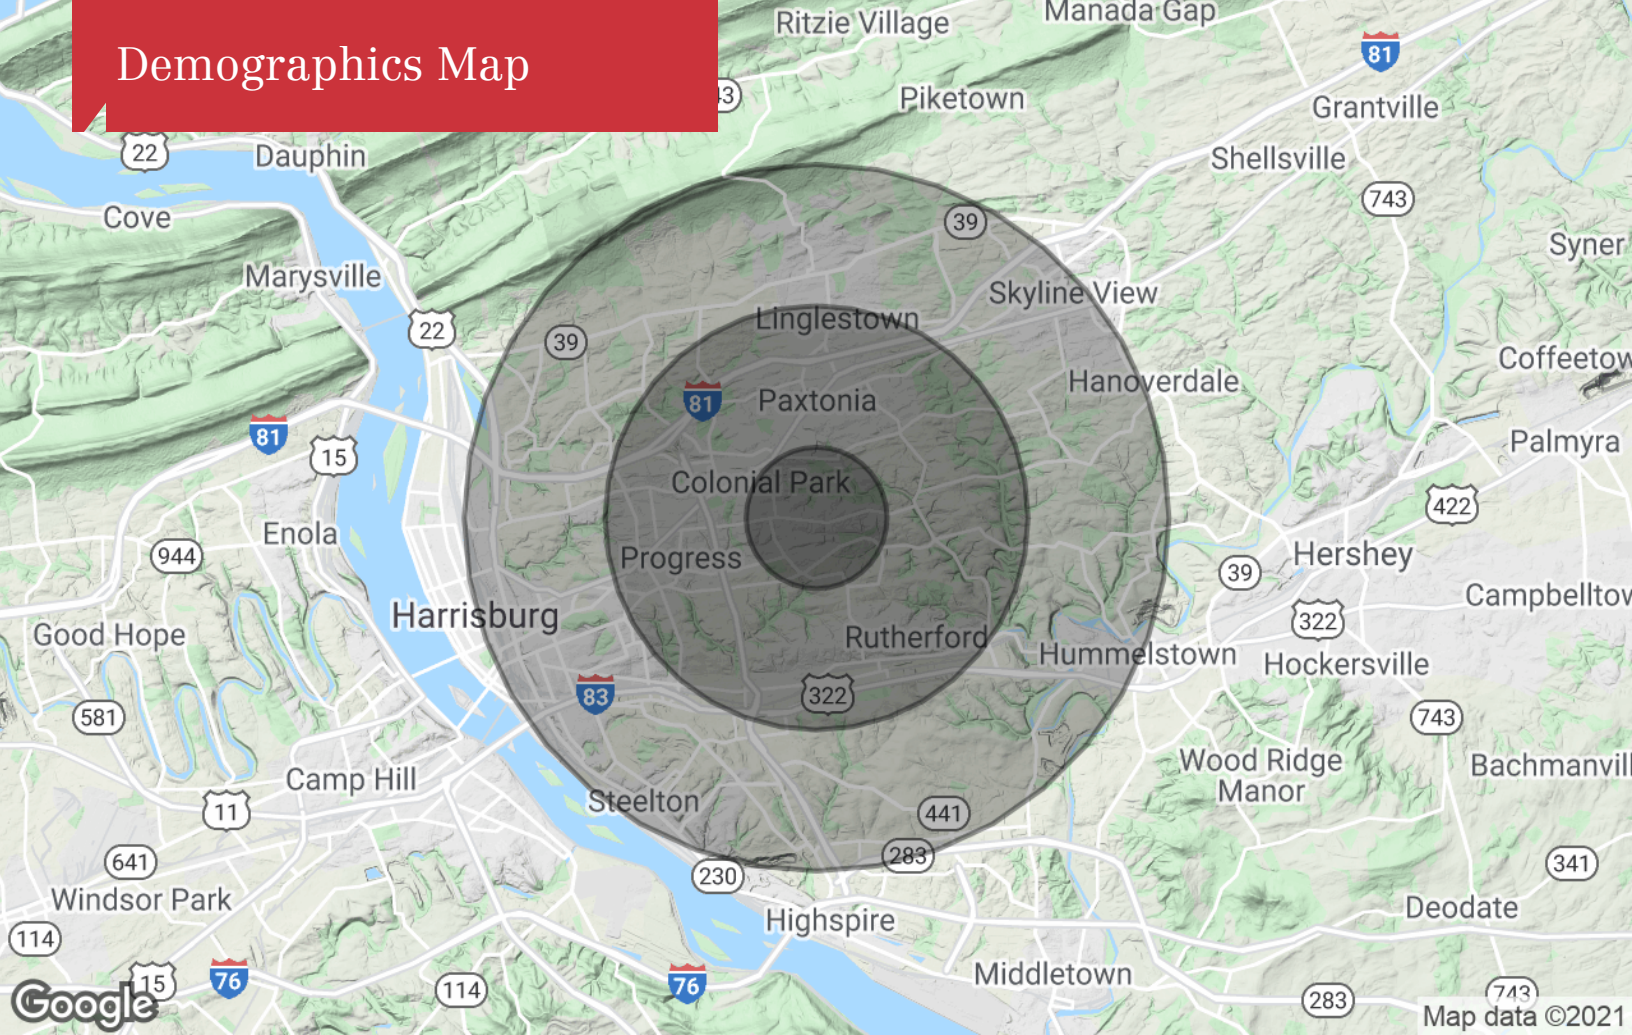 Demographics Map
Ritzie Village
Manada Gap
81
Piketown
Grantville
22
Dauphin
Shellsville
743
Cove
39
Syner
Marysville
Skyline View
22
Linglestown
39
Coffeetow
Hanoverdale
81
Paxtonia
81
15
Palmyra
Colonial Park
422
Enola
944
Progress
Hershey
39
Campbelltow
Harrisburg
322
Good Hope
Rutherford
Hummelstown
Hockersville
83
322
581
743
Wood Ridge
Manor
Bachmanvill
Camp Hill
11
Steelton
441
641
283
341
230
Windsor Park
Deodate
Highspire
114
Middletown
15
76
76
114
283
743
Google
Map data ©2021